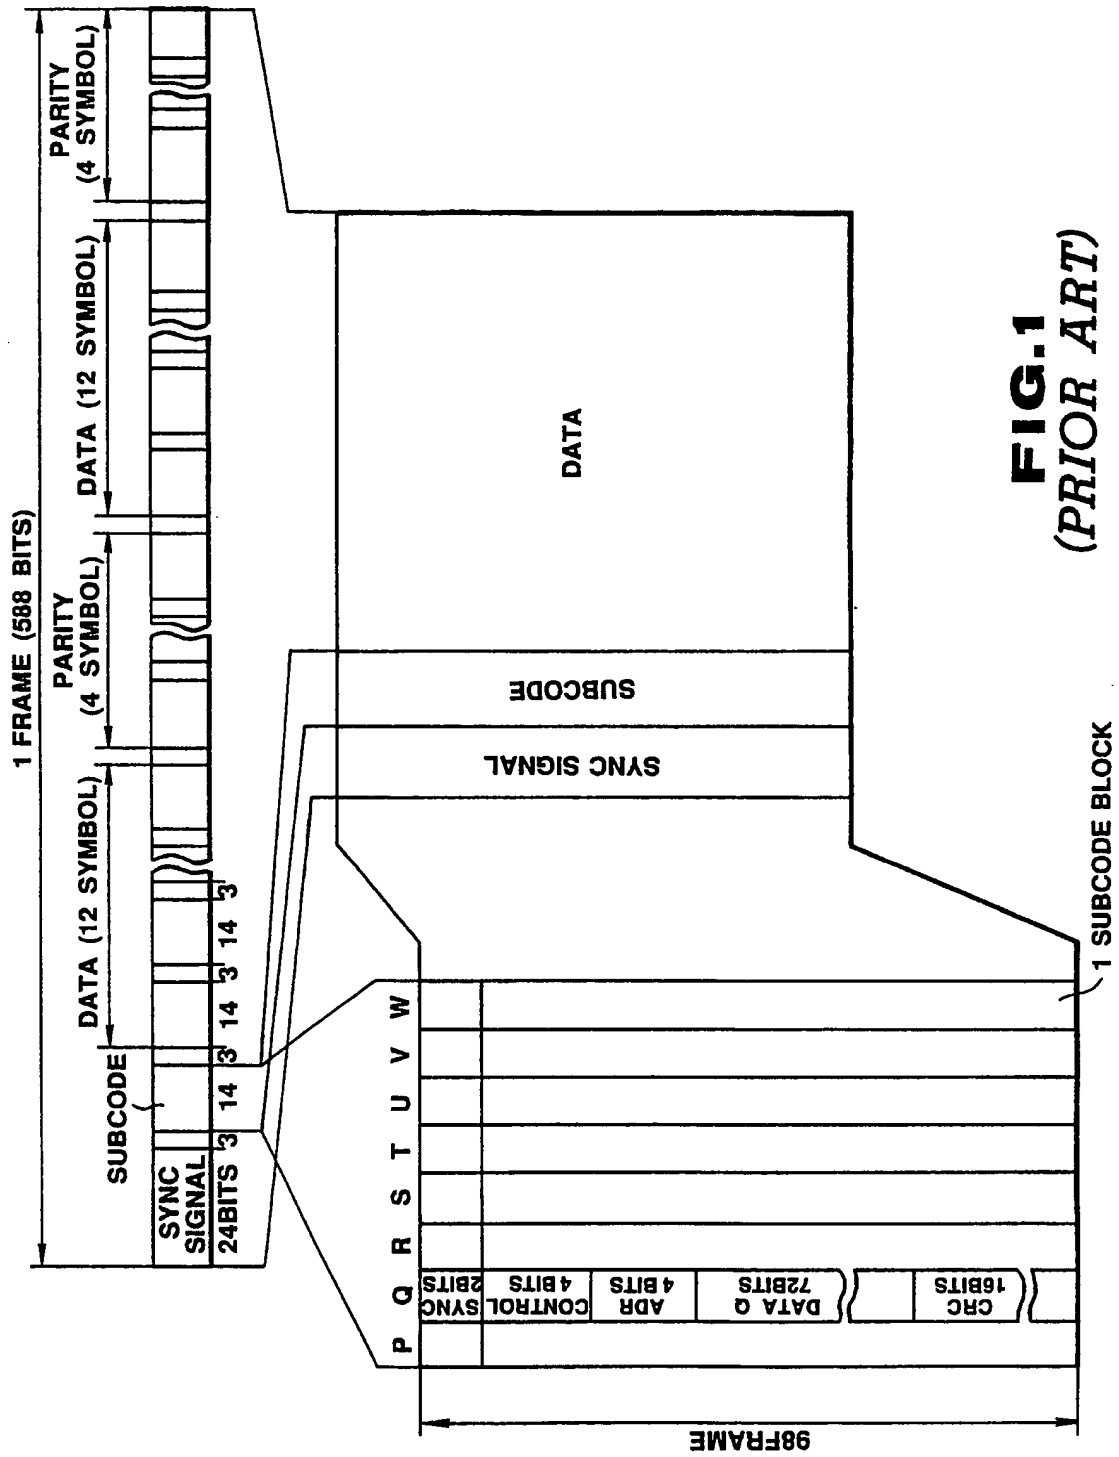 1 FRAME (588 BITS)
SUBCODE
DATA (12 SYMBOL)
PARITY
(4 SYMBOL)
DATA (12 SYMBOL)
PARITY
(4 SYMBOL)
SYNC
SIGNAL
24BITS
3
14
3
14
3
14
3
P
Q
R
S
T
U
V
W
SYNC
2BITS
CONTROL
4 BITS
ADR
4 BITS
DATA Q
72BITS
CRC
16BITS
98FRAME
SYNC SIGNAL
SUBCODE
DATA
1 SUBCODE BLOCK
FIG.1
(PRIOR ART)